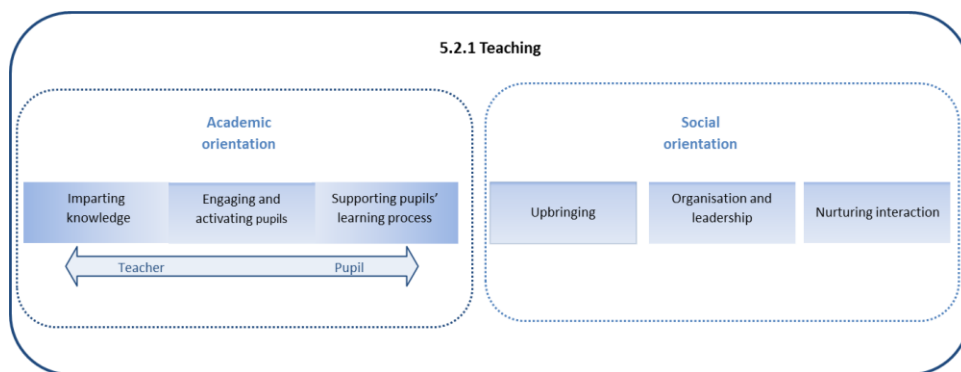 5.2.1 Teaching
Academic
orientation
Imparting
knowledge
Engaging and
activating pupils
Supporting pupils'
learning process
Teacher
Pupil
Social
orientation
Upbringing
Organisation and
leadership
Nurturing interaction